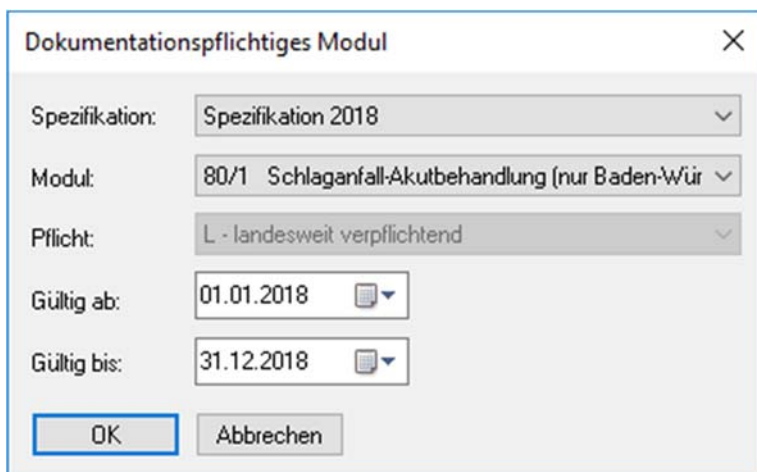 Dokumentationspflichtiges Modul
Spezifikation: Spezifikation 2018
Modul: 80/1 Schlaganfall-Akutbehandlung (nur Baden-Wür
Pflicht: L - landesweit verpflichtend
Gültig ab: 01.01.2018
Gültig bis: 31.12.2018
OK Abbrechen